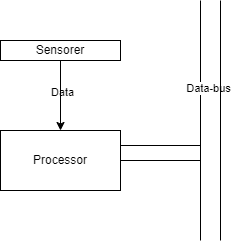 Sensorer
Data
Data-bus
Processor